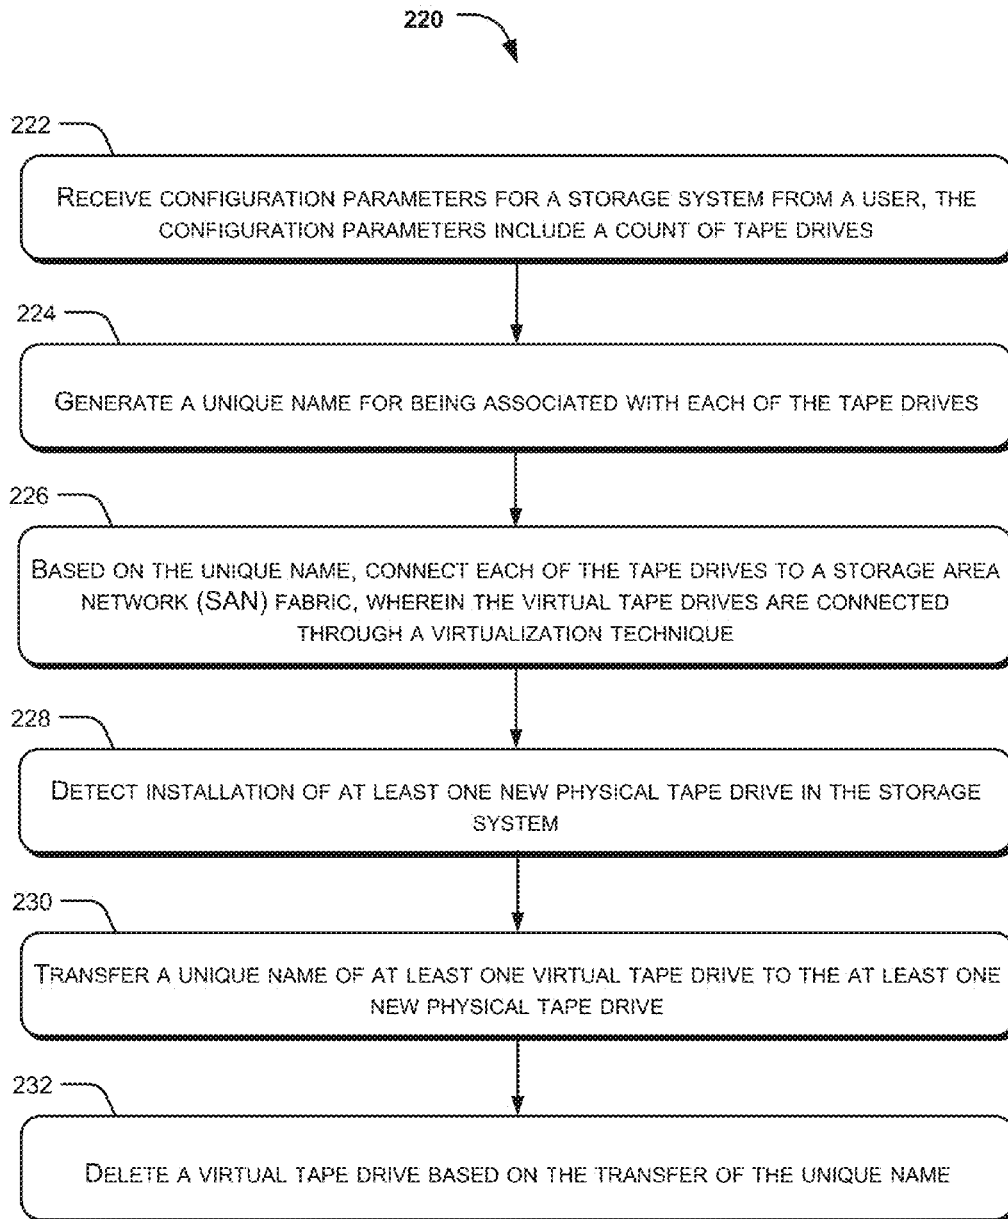 220
222
RECEIVE CONFIGURATION PARAMETERS FOR A STORAGE SYSTEM FROM A USER, THE
CONFIGURATION PARAMETERS INCLUDE A COUNT OF TAPE DRIVES
224
GENERATE A UNIQUE NAME FOR BEING ASSOCIATED WITH EACH OF THE TAPE DRIVES
226
BASED ON THE UNIQUE NAME, CONNECT EACH OF THE TAPE DRIVES TO A STORAGE AREA
NETWORK (SAN) FABRIC, WHEREIN THE VIRTUAL TAPE DRIVES ARE CONNECTED
THROUGH A VIRTUALIZATION TECHNIQUE
228
DETECT INSTALLATION OF AT LEAST ONE NEW PHYSICAL TAPE DRIVE IN THE STORAGE
SYSTEM
230
TRANSFER A UNIQUE NAME OF AT LEAST ONE VIRTUAL TAPE DRIVE TO THE AT LEAST ONE
NEW PHYSICAL TAPE DRIVE
232
DELETE A VIRTUAL TAPE DRIVE BASED ON THE TRANSFER OF THE UNIQUE NAME